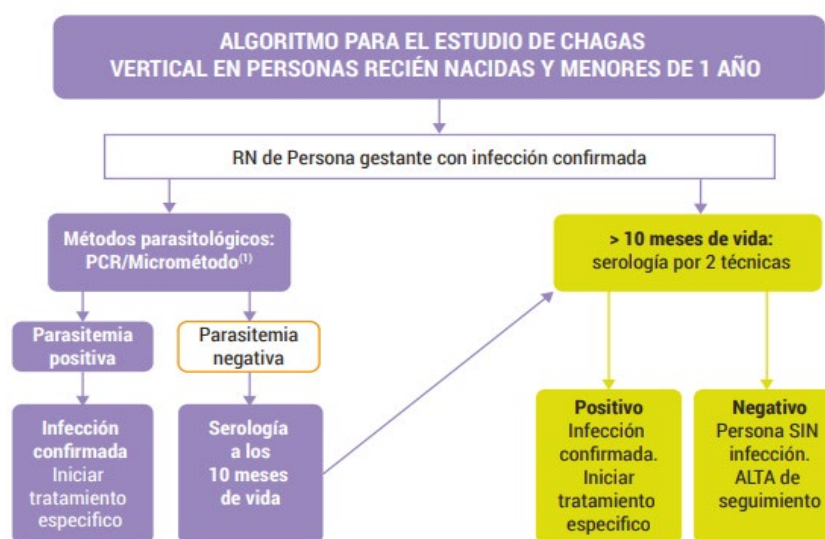 ALGORITMO PARA EL ESTUDIO DE CHAGAS
VERTICAL EN PERSONAS RECIÉN NACIDAS Y MENORES DE 1 AÑO
RN de Persona gestante con infección confirmada
Métodos parasitológicos:
PCR/Micrométodo(1)
Parasitemia
positiva
Parasitemia
negativa
Infección
confirmada
Iniciar
tratamiento
especifico
Serología
a los
10 meses
de vida
> 10 meses de vida:
serología por 2 técnicas
Positivo
Infección
confirmada.
Iniciar
tratamiento
especifico
Negativo
Persona SIN
infección.
ALTA de
seguimiento